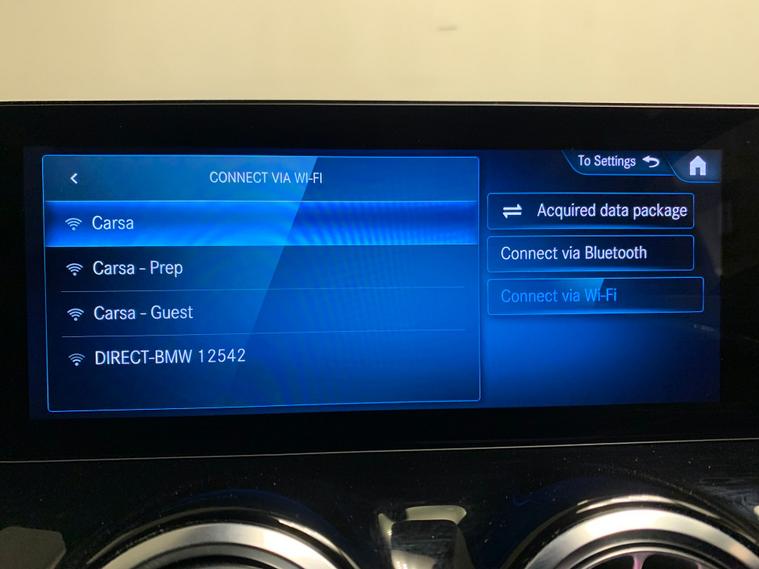 CONNECT VIA WI-FI
Carsa
Carsa - Prep
Carsa - Guest
DIRECT-BMW 12542
To Settings
Acquired data package
Connect via Bluetooth
Connect via Wi-Fi